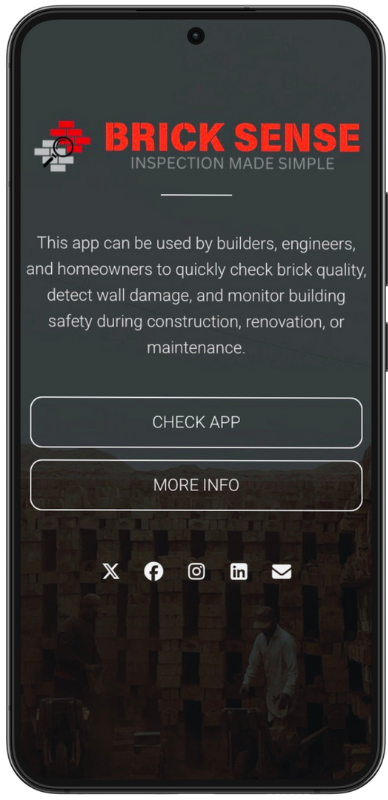 BRICK SENSE
INSPECTION MADE SIMPLE
This app can be used by builders, engineers,
and homeowners to quickly check brick quality,
detect wall damage, and monitor building
safety during construction, renovation, or
maintenance.
CHECK APP
MORE INFO